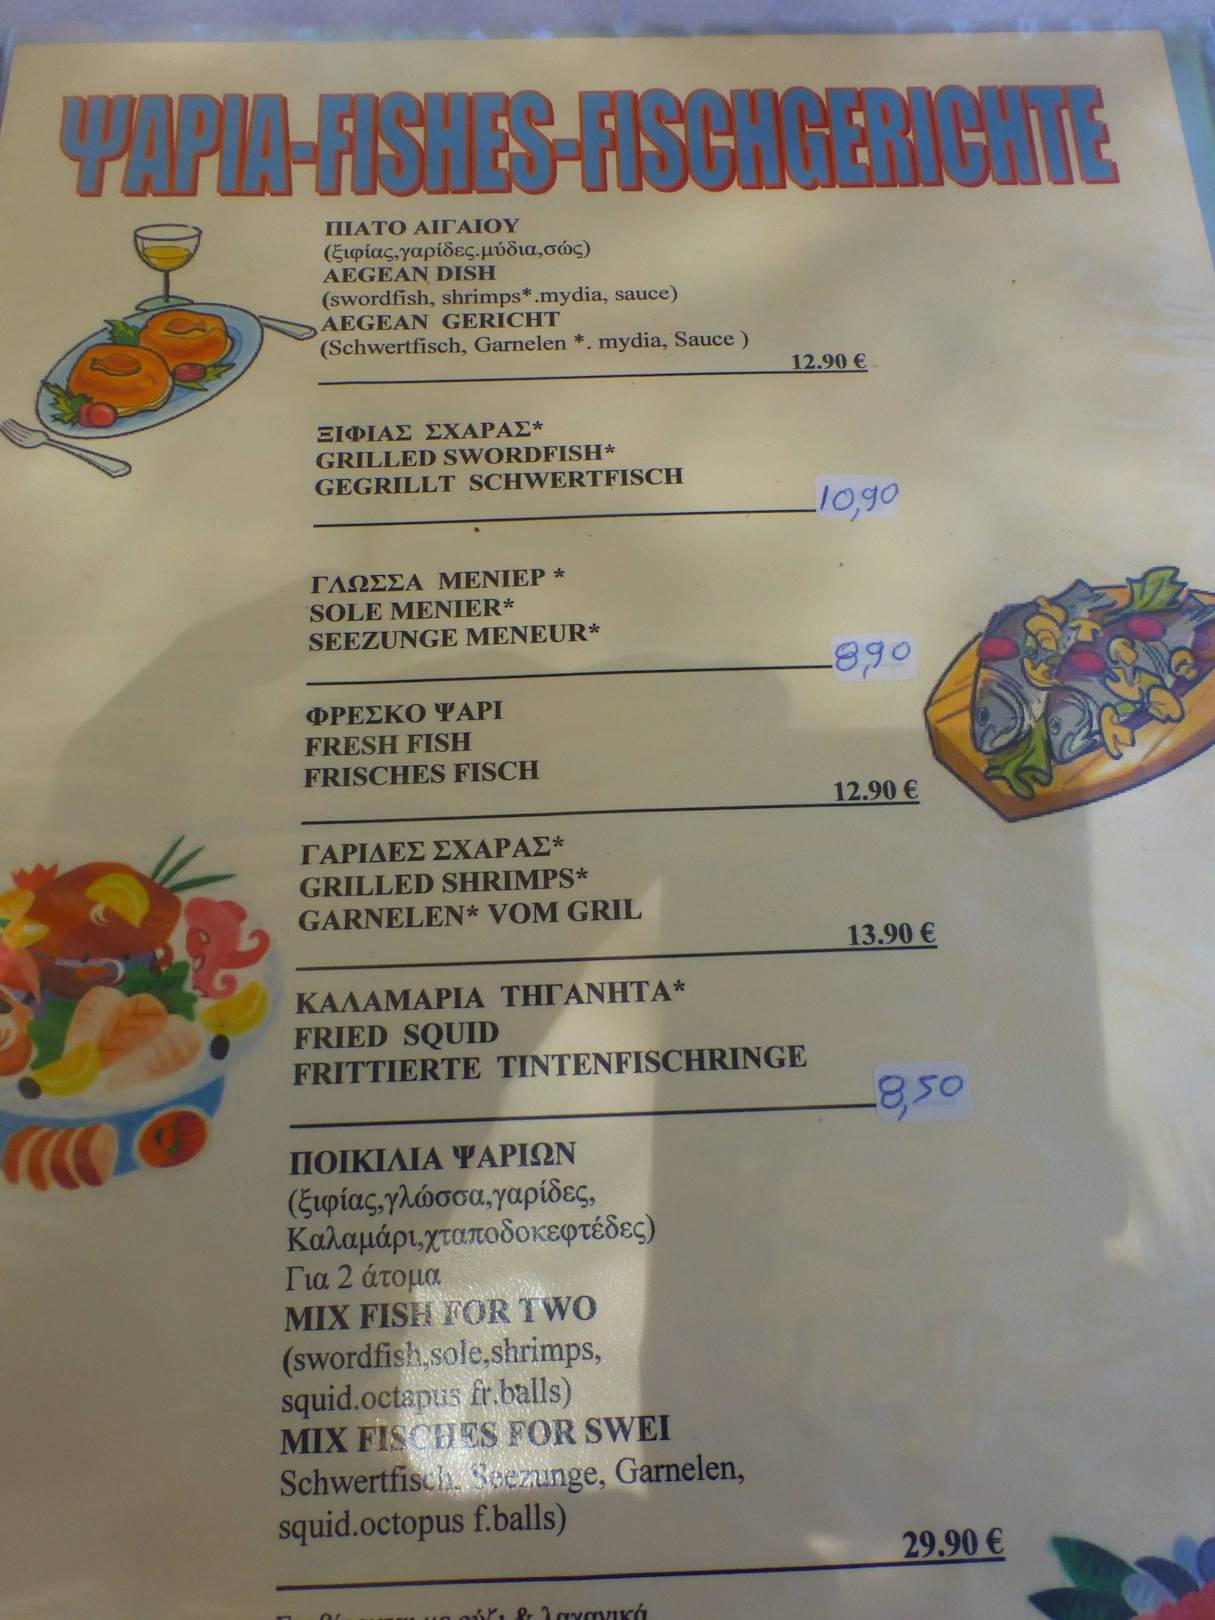 ΨΑΡΙΑ-FISHES-FISCHGERICHTE
ΠΙΑΤΟ ΑΙΓΑΙΟΥ
(ξιφίας,γαρίδες.μύδια,σώς)
AEGEAN DISH
(swordfish, shrimps*.mydia, sauce)
AEGEAN GERICHT
(Schwertfisch, Garnelen *. mydia, Sauce )
12.90 €
ΞΙΦΙΑΣ ΣΧΑΡΑΣ*
GRILLED SWORDFISH*
GEGRILLT SCHWERTFISCH
10,90
ΓΛΩΣΣΑ ΜΕΝΙΕΡ *
SOLE MENIER*
SEEZUNGE MENEUR*
8,90
ΦΡΕΣΚΟ ΨΑΡΙ
FRESH FISH
FRISCHES FISCH
12.90 €
ΓΑΡΙΔΕΣ ΣΧΑΡΑΣ*
GRILLED SHRIMPS*
GARNELEN* VOM GRIL
13.90 €
ΚΑΛΑΜΑΡΙΑ ΤΗΓΑΝΗΤΑ*
FRIED SQUID
FRITTIERTE TINTENFISCHRINGE
8,50
ΠΟΙΚΙΛΙΑ ΨΑΡΙΩΝ
(ξιφίας,γλώσσα,γαρίδες,
Καλαμάρι,χταποδοκεφτέδες)
Για 2 άτομα
MIX FISH FOR TWO
(swordfish,sole,shrimps,
squid.octapus fr.balls)
MIX FISCHES FOR SWEI
Schwertfisch, Seezunge, Garnelen,
squid.octopus f.balls)
29.90 €
με ρύζι & λαχανικά